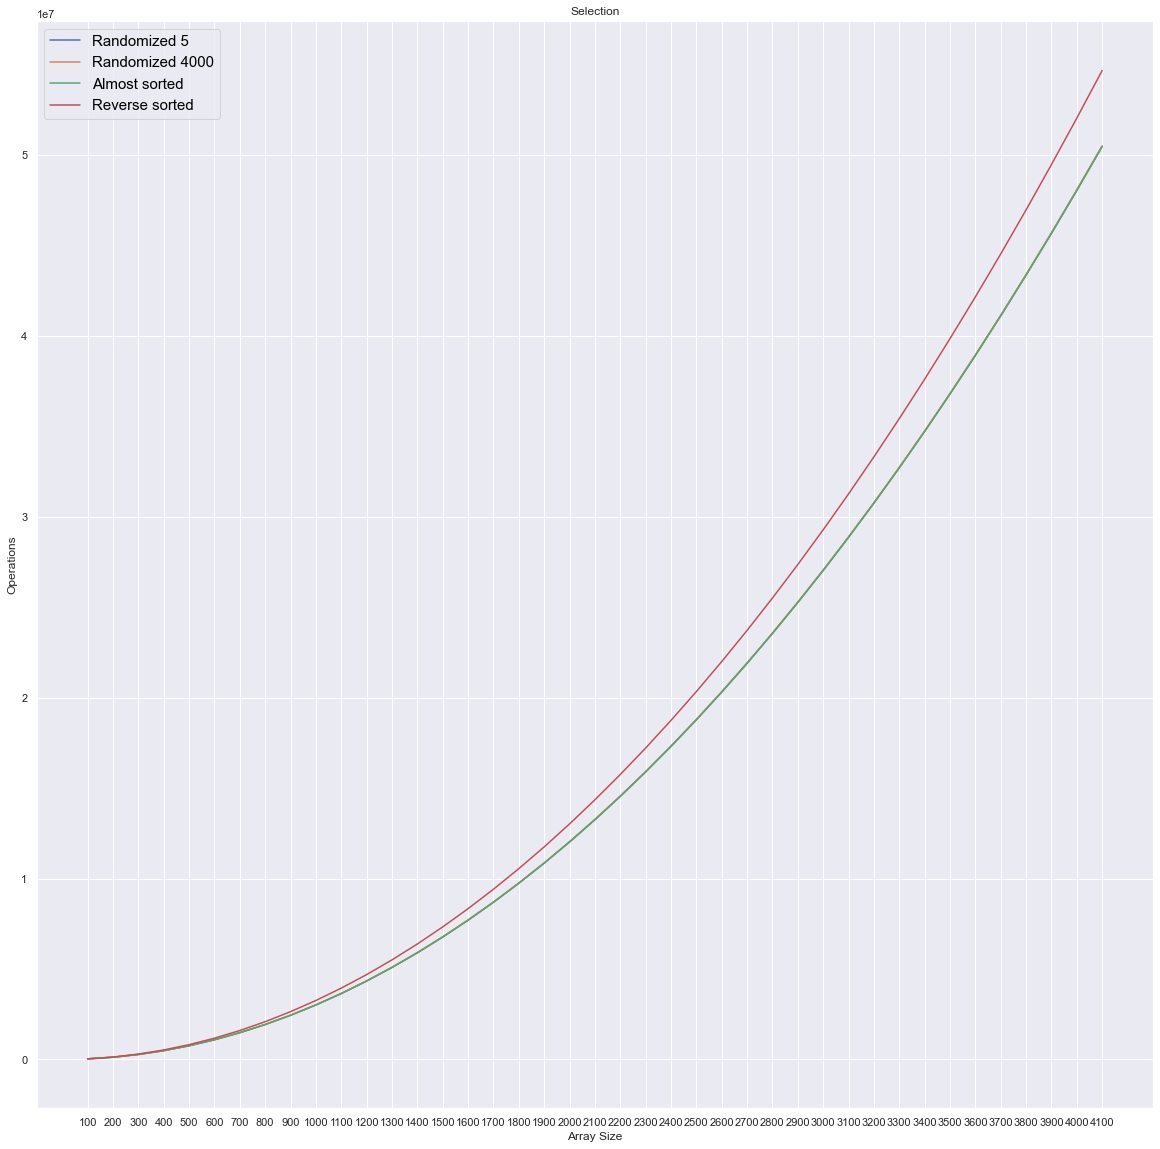 Selection
1e7
Randomized 5
Randomized 4000
Almost sorted
Reverse sorted
5
4
3
2
1
0
Operations
100 200 300 400 500 600 700 800 900 1000 1100 1200 1300 1400 1500 1600 1700 1800 1900 2000 2100 2200 2300 2400 2500 2600 2700 2800 2900 3000 3100 3200 3300 3400 3500 3600 3700 3800 3900 4000 4100
Array Size